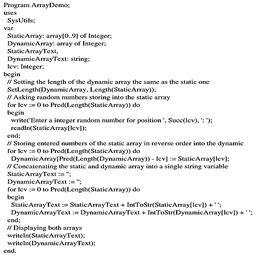 Program ArrayDemo;
uses
SysUtils;
var
StaticArray: array[0..9] of Integer;
DynamicArray: array of Integer;
StaticArrayText,
DynamicArrayText: string;
lcv: Integer;
begin
// Setting the length of the dynamic array the same as the static one
SetLength(DynamicArray, Length(StaticArray));
// Asking random numbers storing into the static array
for lcv := 0 to Pred(Length(StaticArray)) do
begin
write('Enter a integer random number for position ', Succ(lcv), ': ');
readln(StaticArray[lcv]);
end;
// Storing entered numbers of the static array in reverse order into the dynamic
for lcv := 0 to Pred(Length(StaticArray)) do
DynamicArray[Pred(Length(DynamicArray)) - lcv] := StaticArray[lcv];
// Concatenating the static and dynamic array into a single string variable
StaticArrayText := '';
DynamicArrayText := '';
for lcv := 0 to Pred(Length(StaticArray)) do
begin
StaticArrayText := StaticArrayText + IntToStr(StaticArray[lcv]) + ' ';
DynamicArrayText := DynamicArrayText + IntToStr(DynamicArray[lcv]) + ' ';
end;
// Displaying both arrays
writeln(StaticArrayText);
writeln(DynamicArrayText);
end.